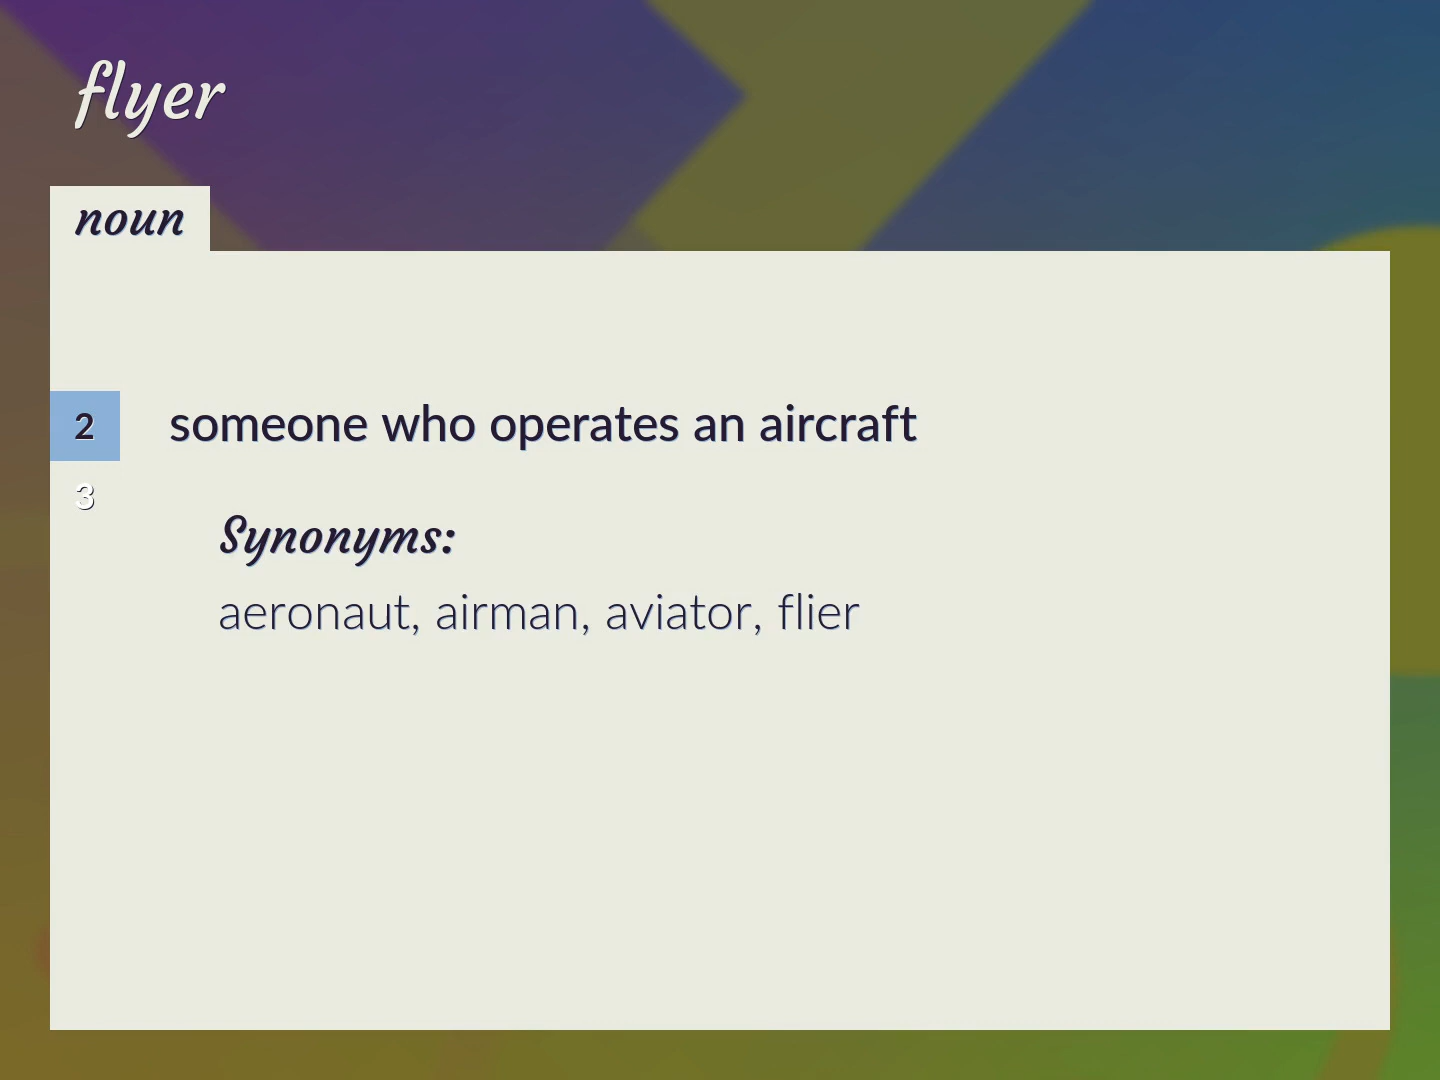 flyer
noun
2 someone who operates an aircraft
3
Synonyms:
aeronaut, airman, aviator, flier